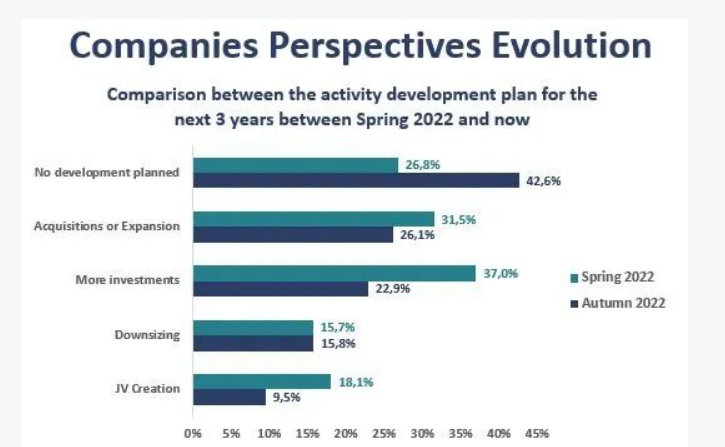 Companies Perspectives Evolution
Comparison between the activity development plan for the
next 3 years between Spring 2022 and now
No development planned
26,8%
42,6%
Acquisitions or Expansion
31,5%
26,1%
More investments
37,0%
22,9%
Spring 2022
Autumn 2022
Downsizing
15,7%
15,8%
JV Creation
18,1%
9,5%
0% 5% 10% 15% 20% 25% 30% 35% 40% 45%